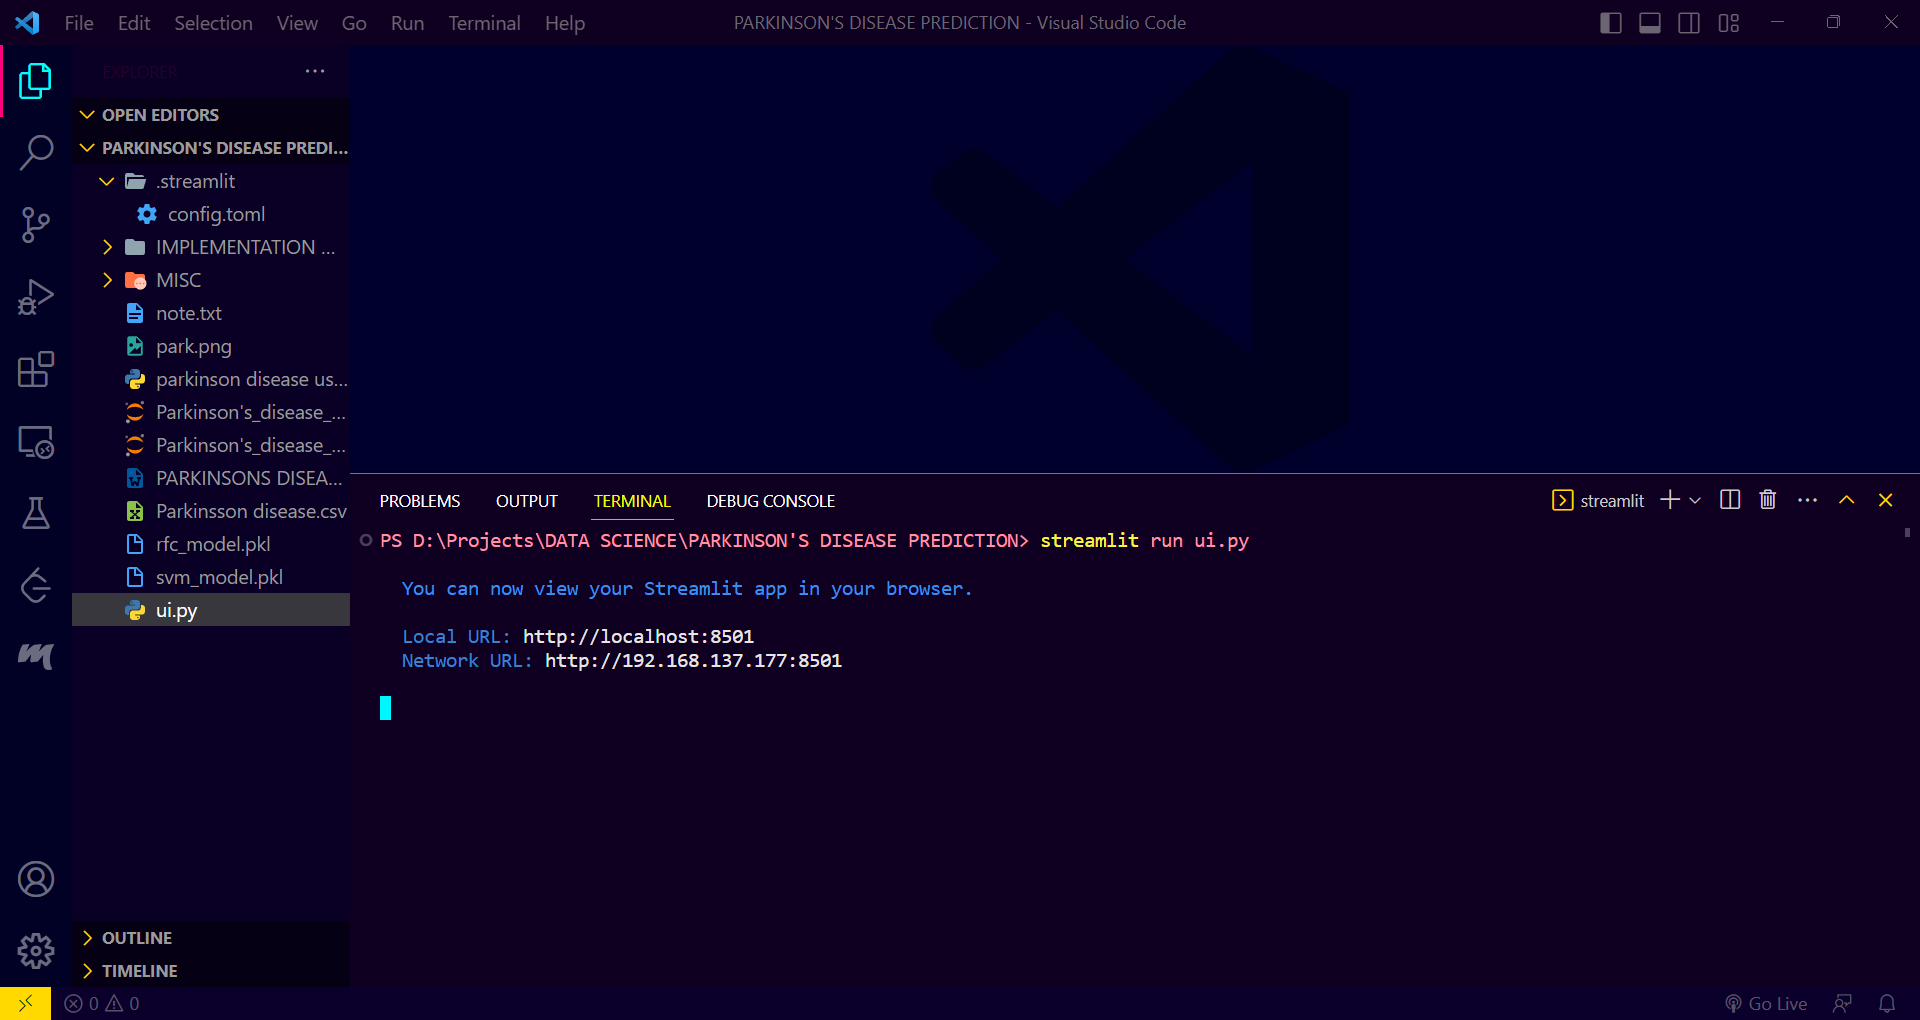 File Edit Selection View Go Run Terminal Help
PARKINSON'S DISEASE PREDICTION - Visual Studio Code
EXPLORER
OPEN EDITORS
PARKINSON'S DISEASE PREDI...
.streamlit
config.toml
IMPLEMENTATION ...
MISC
note.txt
park.png
parkinson disease us...
Parkinson's_disease_...
Parkinson's_disease_...
PARKINSONS DISEA...
Parkinsson disease.csv
rfc_model.pkl
svm_model.pkl
ui.py
OUTLINE
TIMELINE
PROBLEMS OUTPUT TERMINAL DEBUG CONSOLE
streamlit
PS D:\Projects\DATA SCIENCE\PARKINSON'S DISEASE PREDICTION> streamlit run ui.py
You can now view your Streamlit app in your browser.
Local URL: http://localhost:8501
Network URL: http://192.168.137.177:8501
0 0
Go Live